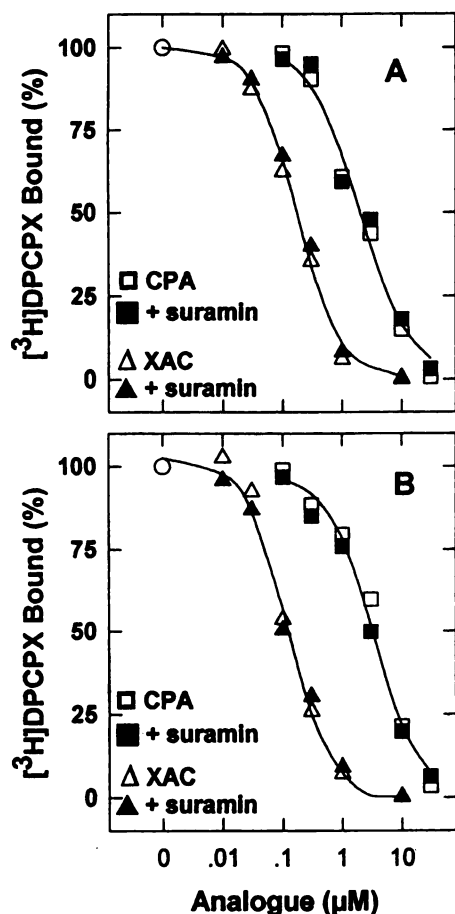 A
[³H]DPCPX Bound (%)
100
75
50
25
0
□ CPA
■ + suramin
△ XAC
▲ + suramin
B
[³H]DPCPX Bound (%)
100
75
50
25
0
□ CPA
■ + suramin
△ XAC
▲ + suramin
0 .01 .1 1 10
Analogue (μM)